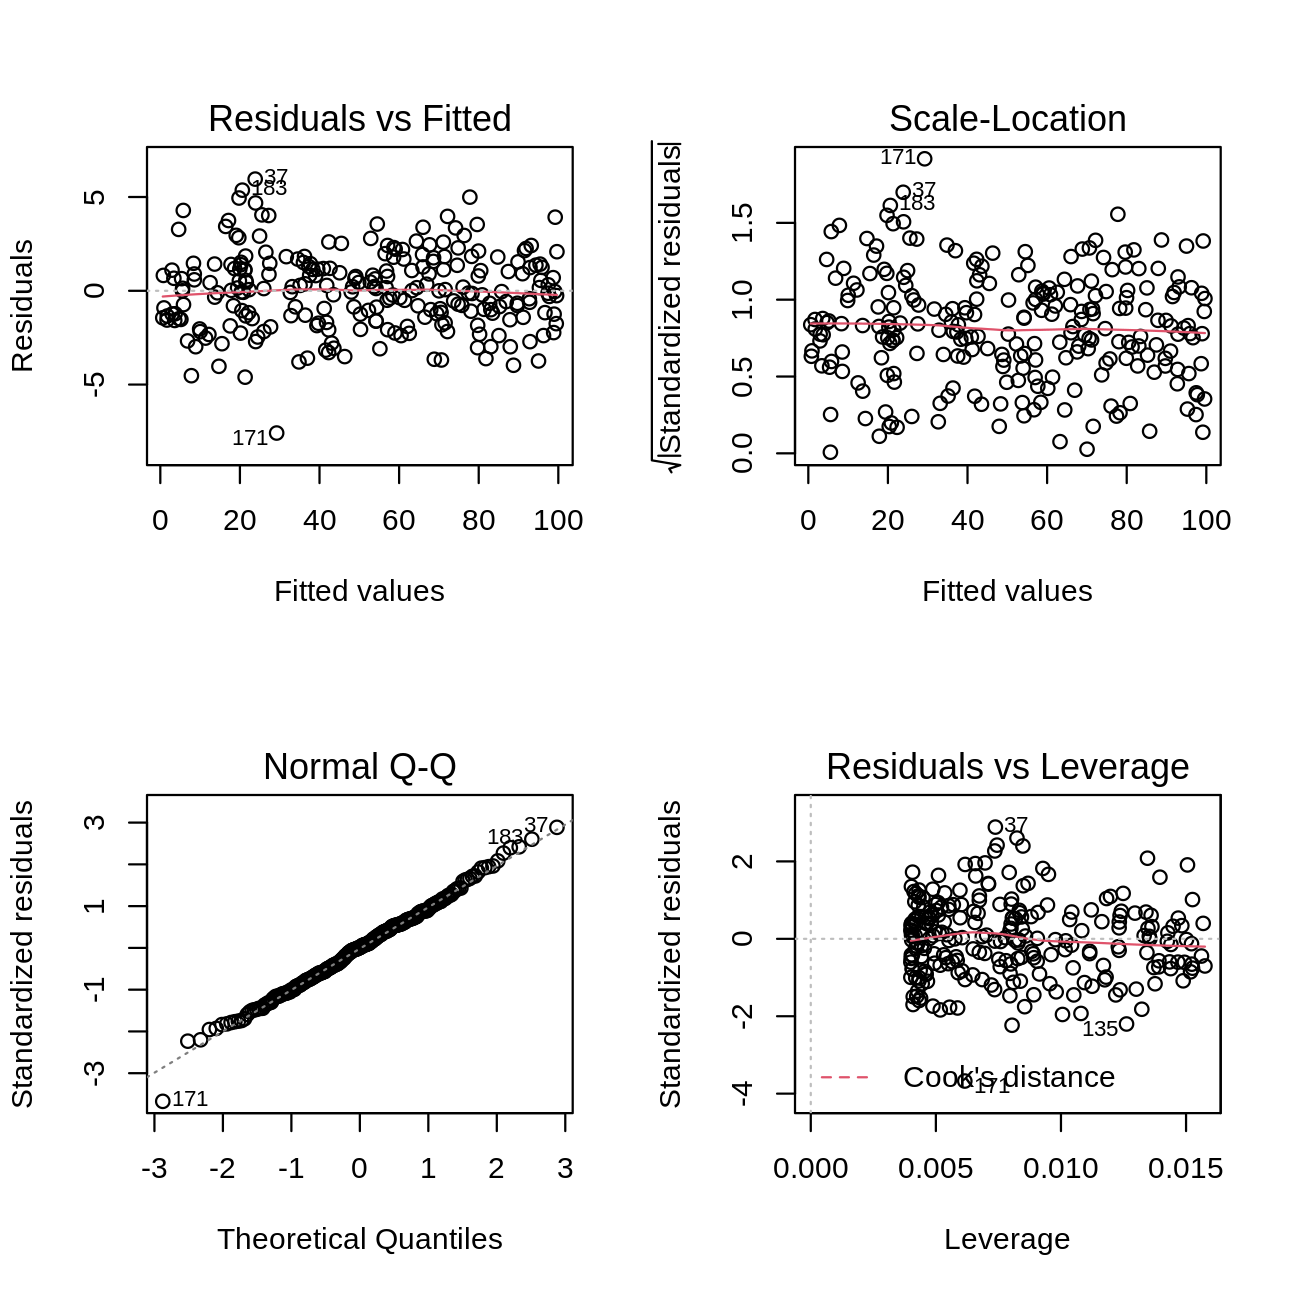 Residuals vs Fitted
Residuals
5
0
-5
37
183
171
0 20 40 60 80 100
Fitted values
Scale-Location
√|Standardized residuals|
1.5
1.0
0.5
0.0
171
37
183
0 20 40 60 80 100
Fitted values
Normal Q-Q
Standardized residuals
3
1
-1
-3
37
183
171
-3 -2 -1 0 1 2 3
Theoretical Quantiles
Residuals vs Leverage
Standardized residuals
2
0
-2
-4
37
135
Cook's distance
171
0.000 0.005 0.010 0.015
Leverage